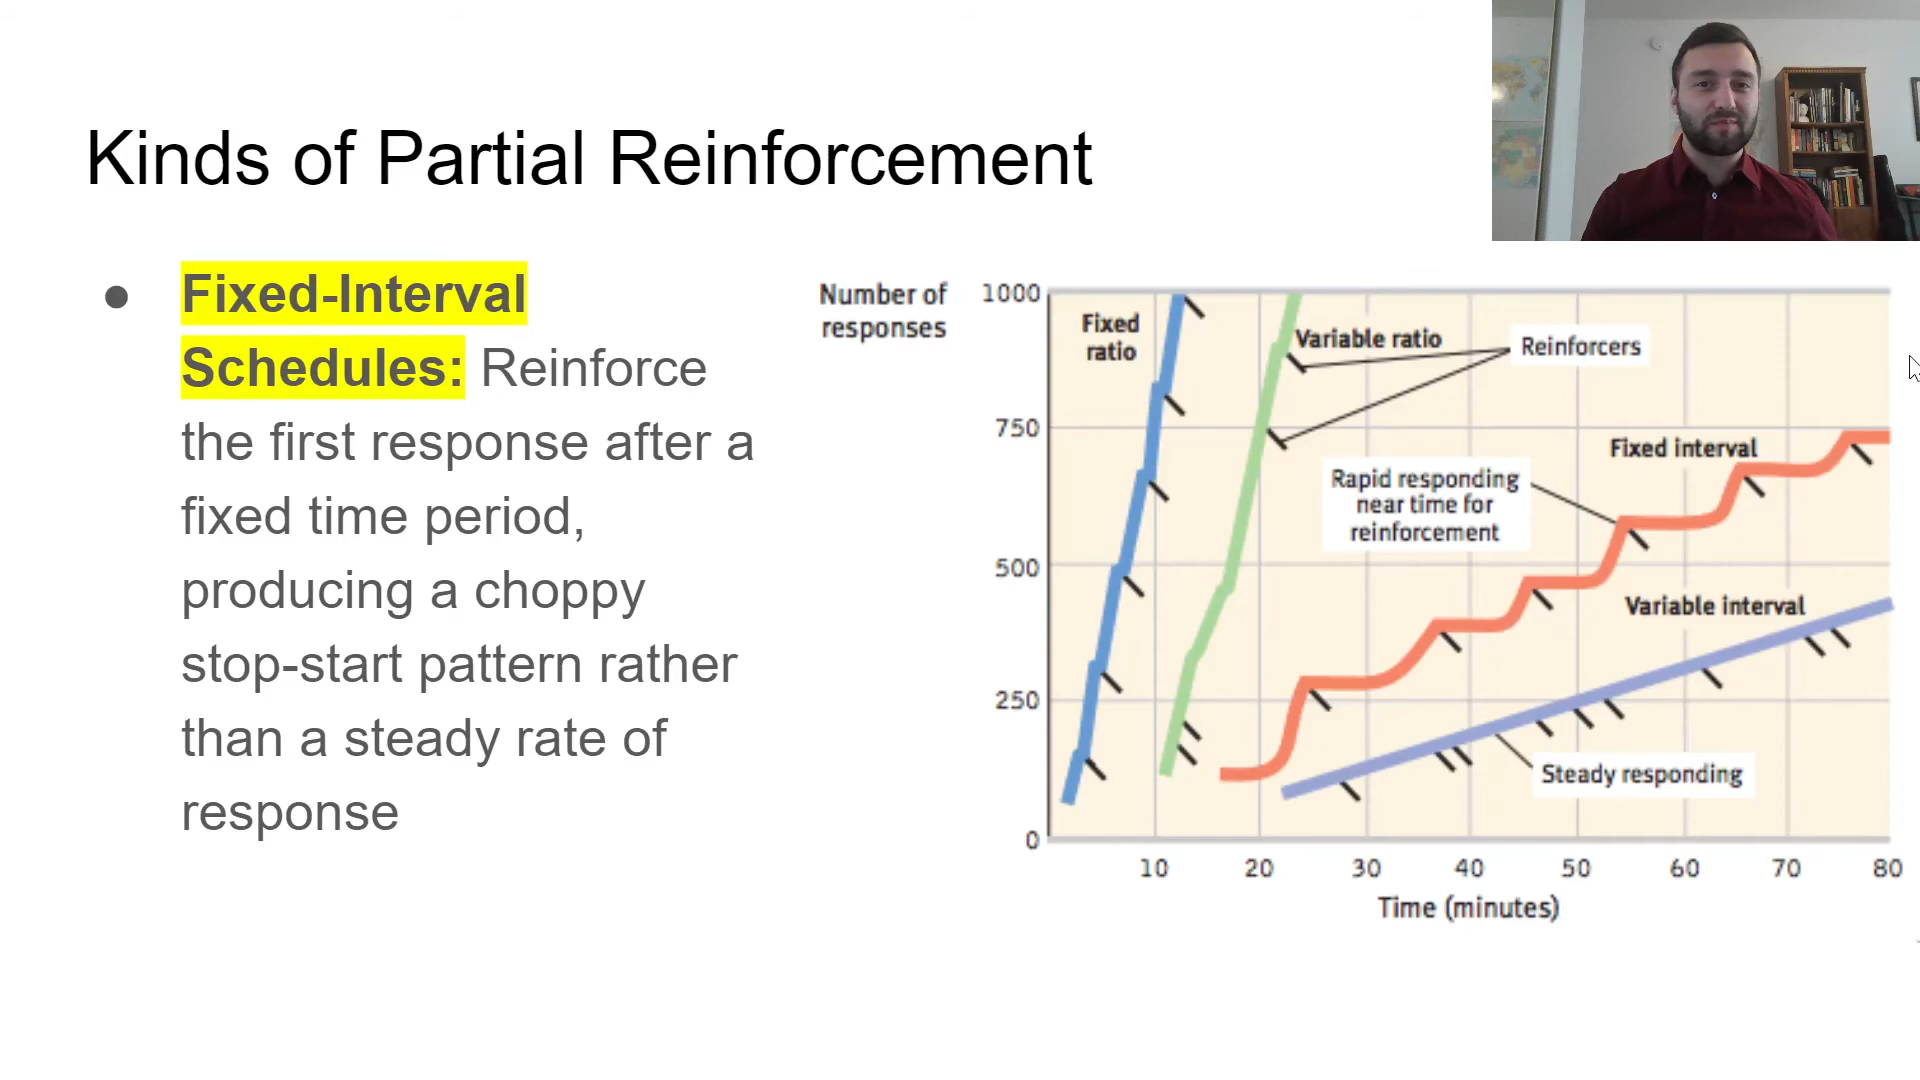 Kinds of Partial Reinforcement
● Fixed-Interval
Schedules: Reinforce
the first response after a
fixed time period,
producing a choppy
stop-start pattern rather
than a steady rate of
response
Number of
responses
1000
750
500
250
0
Fixed
ratio
Variable ratio
Reinforcers
Fixed interval
Rapid responding
near time for
reinforcement
Variable interval
Steady responding
10 20 30 40 50 60 70 80
Time (minutes)